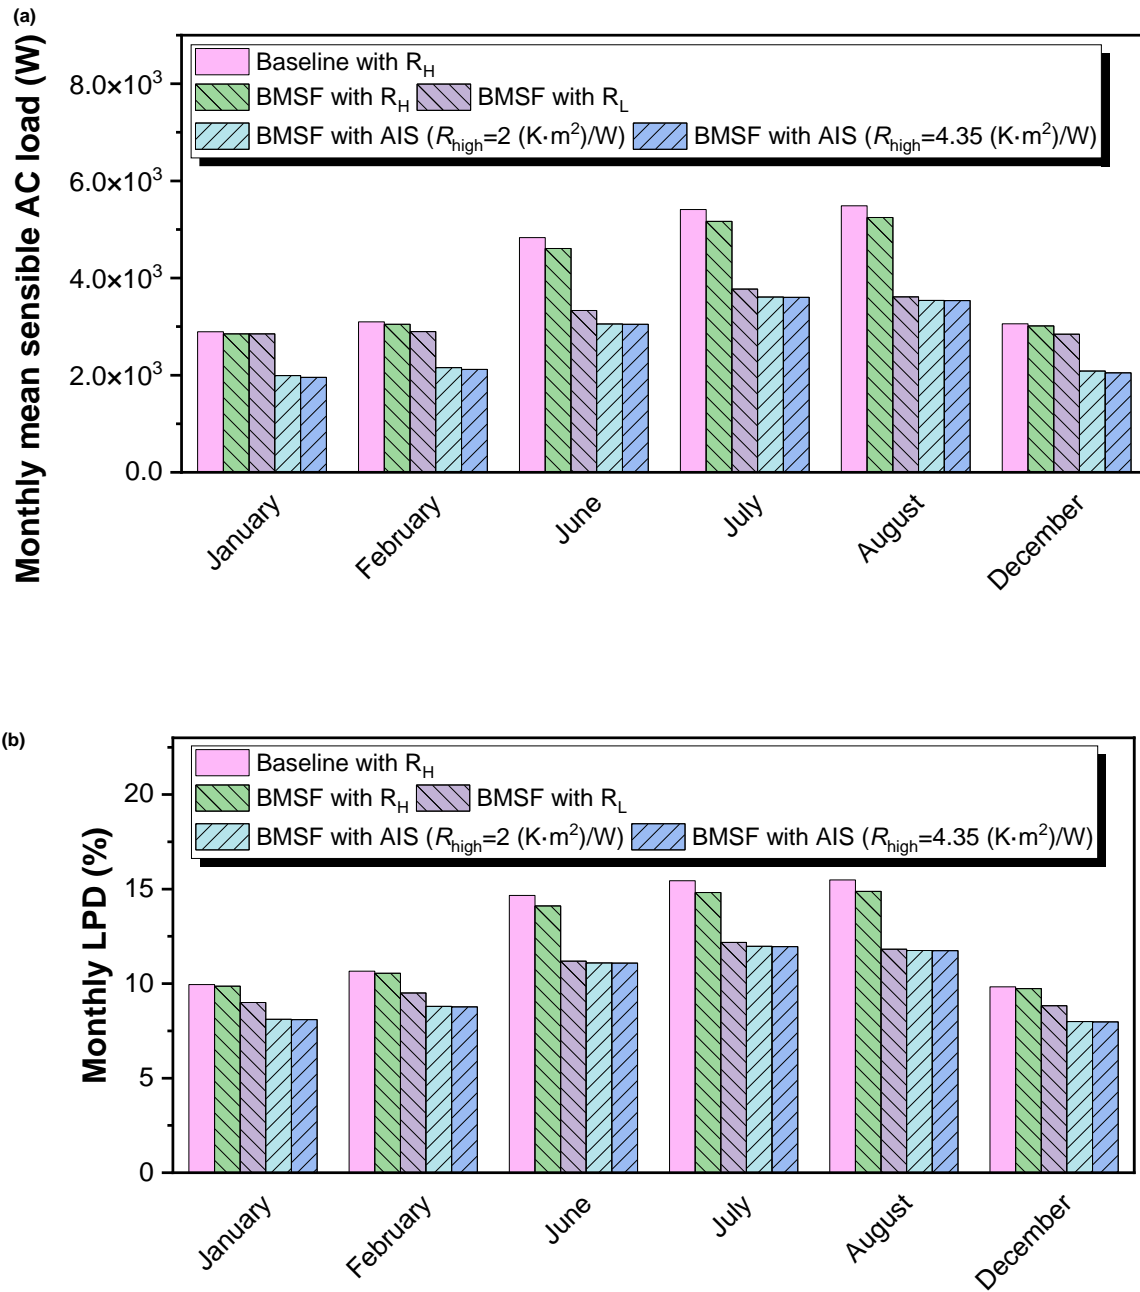 (a)
Monthly mean sensible AC load (W)
8.0×10³
6.0×10³
4.0×10³
2.0×10³
0.0
Baseline with R_H
BMSF with R_H BMSF with R_L
BMSF with AIS (R_high=2 (K·m²)/W) BMSF with AIS (R_high=4.35 (K·m²)/W)
January February June July August December
(b)
Monthly LPD (%)
20
15
10
5
0
Baseline with R_H
BMSF with R_H BMSF with R_L
BMSF with AIS (R_high=2 (K·m²)/W) BMSF with AIS (R_high=4.35 (K·m²)/W)
January February June July August December